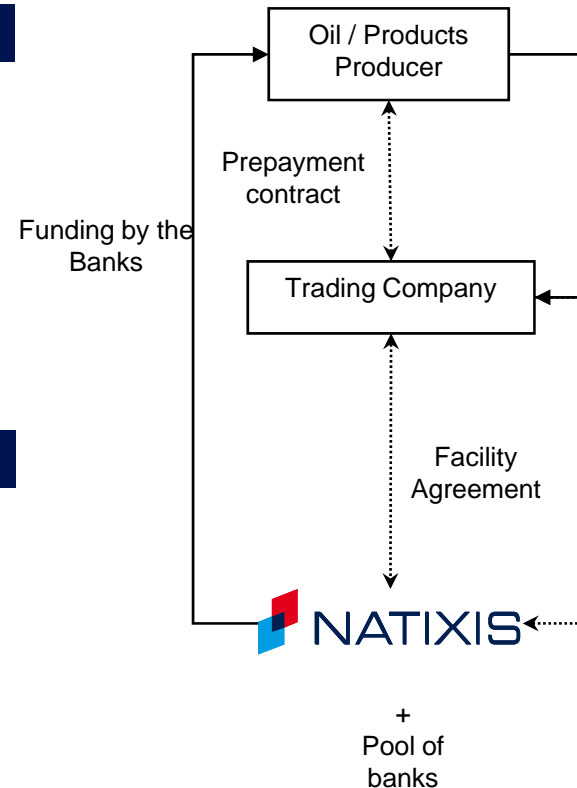 Oil / Products
Producer
Prepayment
contract
Funding by the
Banks
Trading Company
Facility
Agreement
NATIXIS
+
Pool of
banks